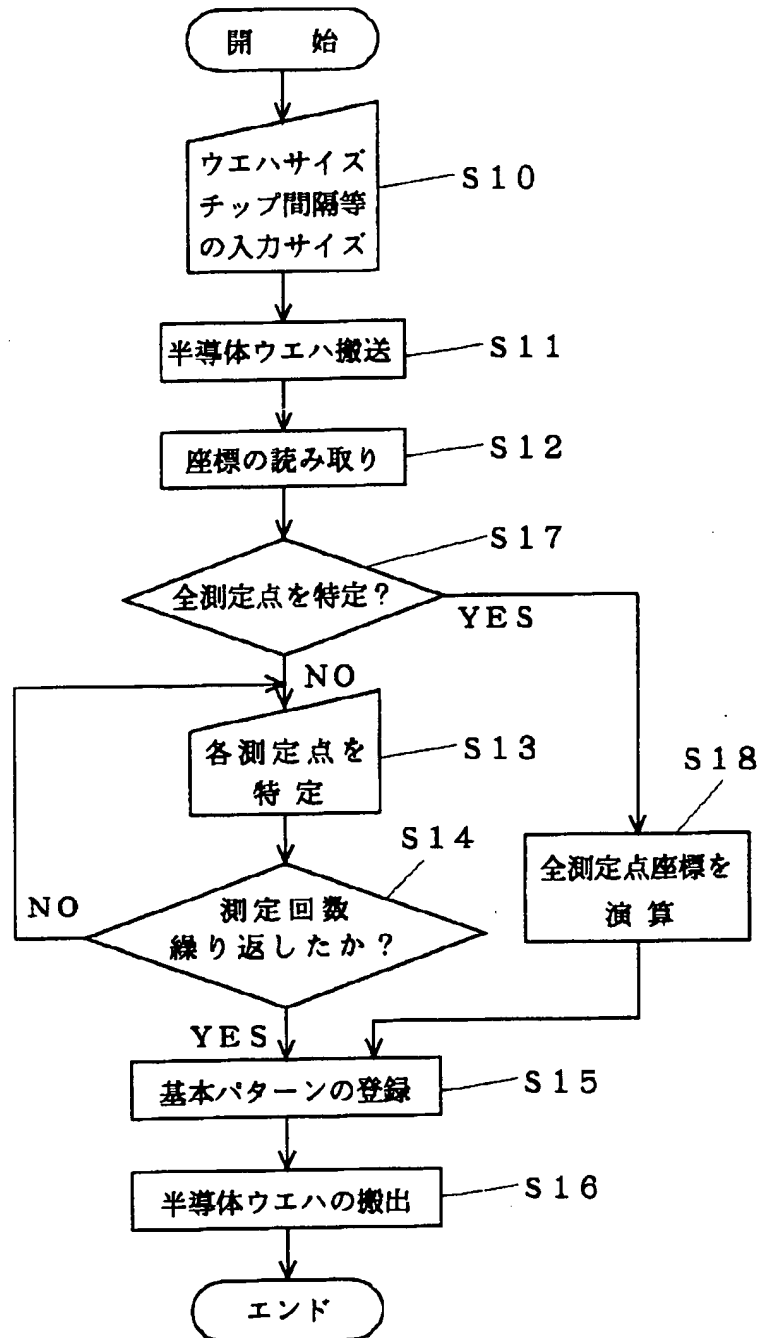 開 始
ウエハサイズ
チップ間隔等
の入力サイズ
S10
半導体ウエハ搬送
S11
座標の読み取り
S12
S17
全測定点を特定?
YES
NO
各測定点を
特定
S13
S18
全測定点座標を
演算
S14
測定回数
繰り返したか?
NO
YES
基本パターンの登録
S15
半導体ウエハの搬出
S16
エンド